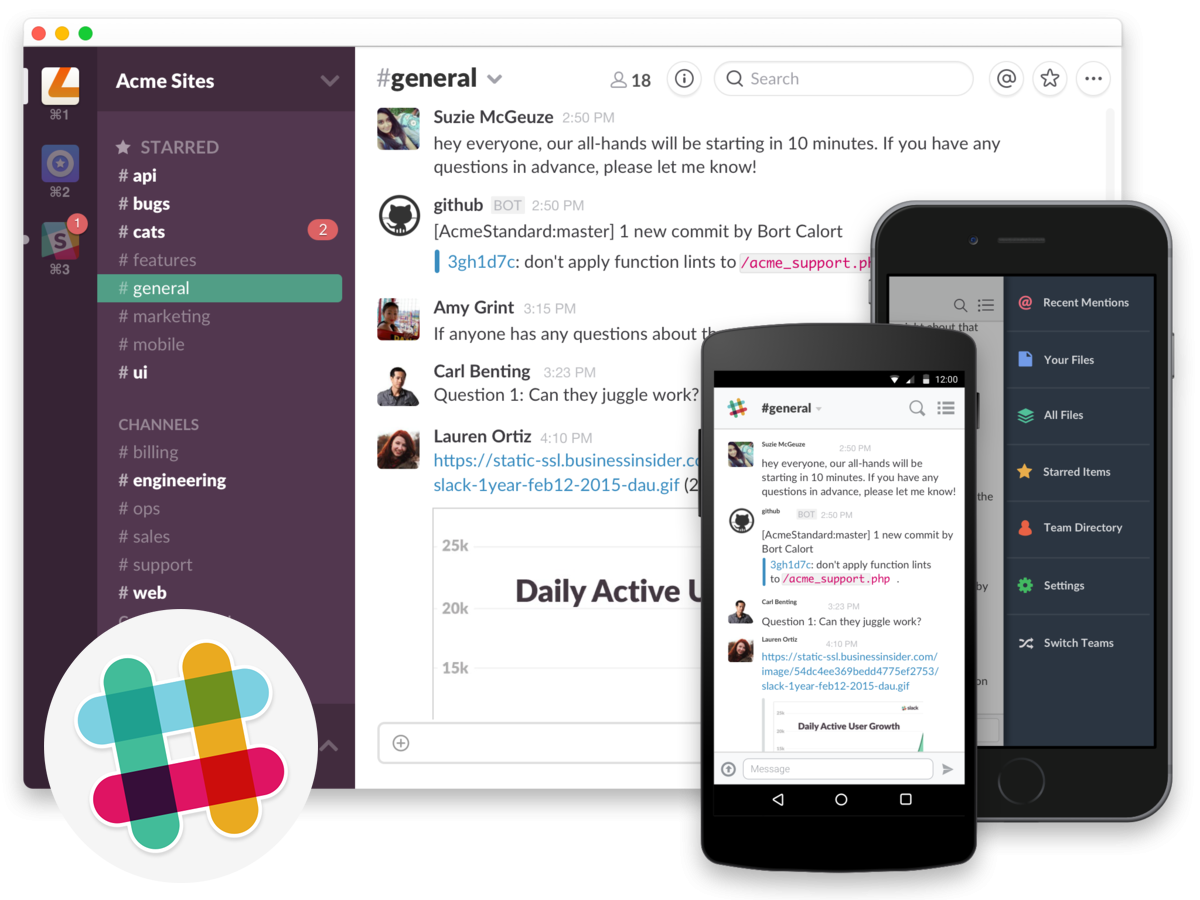 ⌘1
⌘2
1
S
⌘3
Acme Sites
STARRED
# api
# bugs
# cats 2
# features
# general
# marketing
# mobile
# ui
CHANNELS
# billing
# engineering
# ops
# sales
# support
# web
#general
18
Search
@
Suzie McGeuze 2:50 PM
hey everyone, our all-hands will be starting in 10 minutes. If you have any
questions in advance, please let me know!
github BOT 2:50 PM
[AcmeStandard:master] 1 new commit by Bort Calort
3gh1d7c: don't apply function lints to /acme_support.ph
Amy Grint 3:15 PM
If anyone has any questions about
Carl Benting 3:23 PM
Question 1: Can they juggle work?
Lauren Ortiz 4:10 PM
https://static-ssl.businessinsider.co
slack-1year-feb12-2015-dau.gif (2
25k
Daily Active U
20k
15k
12:00
#general
Suzie McGeuze 2:50 PM
hey everyone, our all-hands will be
starting in 10 minutes. If you have any
questions in advance, please let me know!
github BOT 2:50 PM
[AcmeStandard:master] 1 new commit by
Bort Calort
3gh1d7c: don't apply function lints
to /acme_support.php .
Carl Benting 3:23 PM
Question 1: Can they juggle work?
Lauren Ortiz 4:10 PM
https://static-ssl.businessinsider.com/
image/54dc4ee369bedd4775ef2753/
slack-1year-feb12-2015-dau.gif
slack
Daily Active User Growth
Message
about that
the
by
on
@ Recent Mentions
Your Files
All Files
Starred Items
Team Directory
Settings
Switch Teams